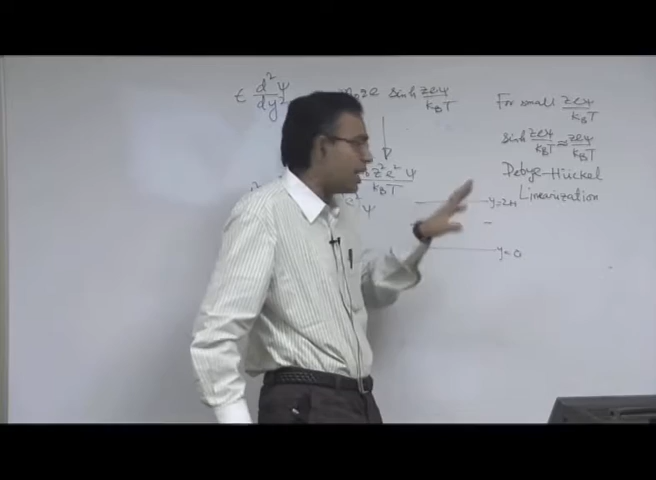 ε d²ψ/dy² n₀ze sinh zeψ/k_BT
z²e²ψ/k_BT
ψ
For small zeψ/k_BT
sinh zeψ/k_BT ≈ zeψ/k_BT
Debye-Hückel
Linearization
y=2H
y=0